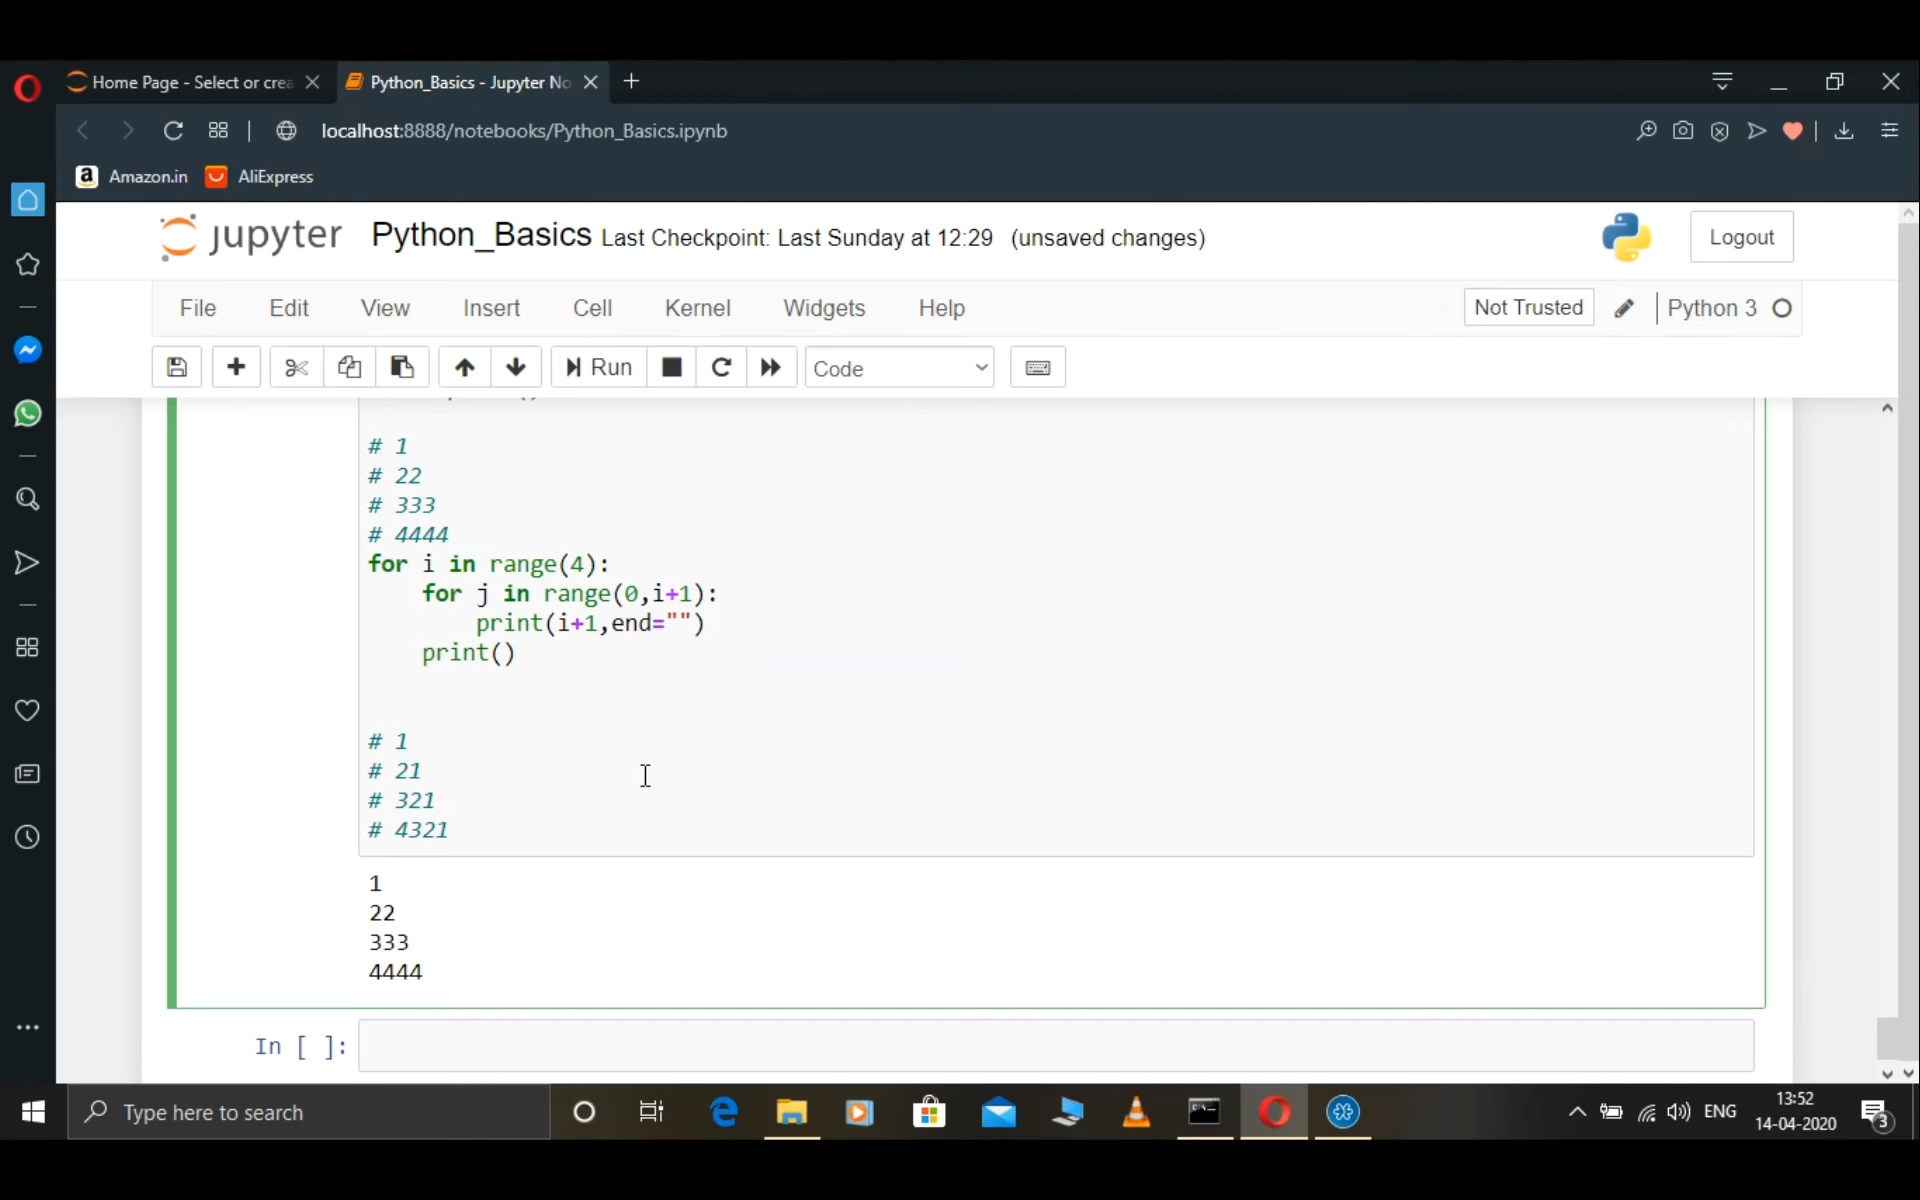 Home Page - Select or crea
Python_Basics - Jupyter No
localhost:8888/notebooks/Python_Basics.ipynb
Amazon.in AliExpress
jupyter Python_Basics Last Checkpoint: Last Sunday at 12:29 (unsaved changes)
Logout
File Edit View Insert Cell Kernel Widgets Help
Not Trusted Python 3
Run Code
# 1
# 22
# 333
# 4444
for i in range(4):
    for j in range(0,i+1):
        print(i+1,end="")
    print()
# 1
# 21
# 321
# 4321
1
22
333
4444
In [ ]:
Type here to search
ENG
13:52
14-04-2020
3